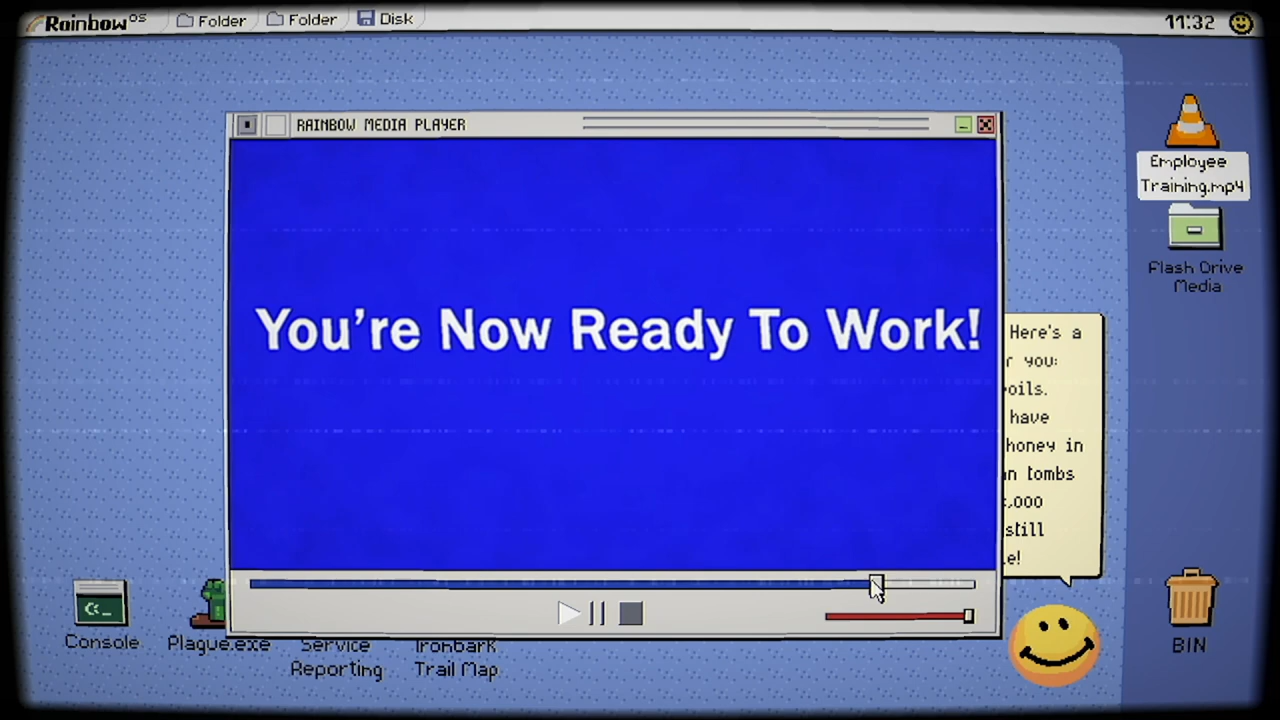 Rainbow OS
Folder
Folder
Disk
11:32
RAINBOW MEDIA PLAYER
You're Now Ready To Work!
Employee
Training.mp4
Flash Drive
Media
Here's a
you:
have
honey in
tombs
still
Console
Plague.exe
Service
Reporting
Ironbark
Trail Map
BIN